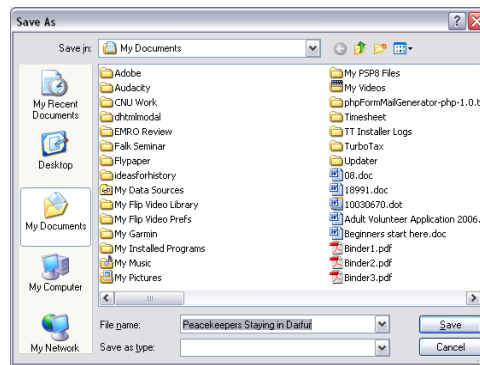 Save As
Save in: My Documents
My Recent Documents
Desktop
My Documents
My Computer
My Network
Adobe
Audacity
CNU Work
dhtmlmodal
EMRO Review
Falk Seminar
Flypaper
ideasforhistory
My Data Sources
My Flip Video Library
My Flip Video Prefs
My Garmin
My Installed Programs
My Music
My Pictures
My PSP8 Files
My Videos
phpFormMailGenerator-php-1.0.t
Timesheet
TT Installer Logs
TurboTax
Updater
08.doc
18991.doc
10030670.dot
Adult Volunteer Application 2006.
Beginners start here.doc
Binder1.pdf
Binder2.pdf
Binder3.pdf
File name: Peacekeepers Staying in Darfur Save
Save as type: Cancel